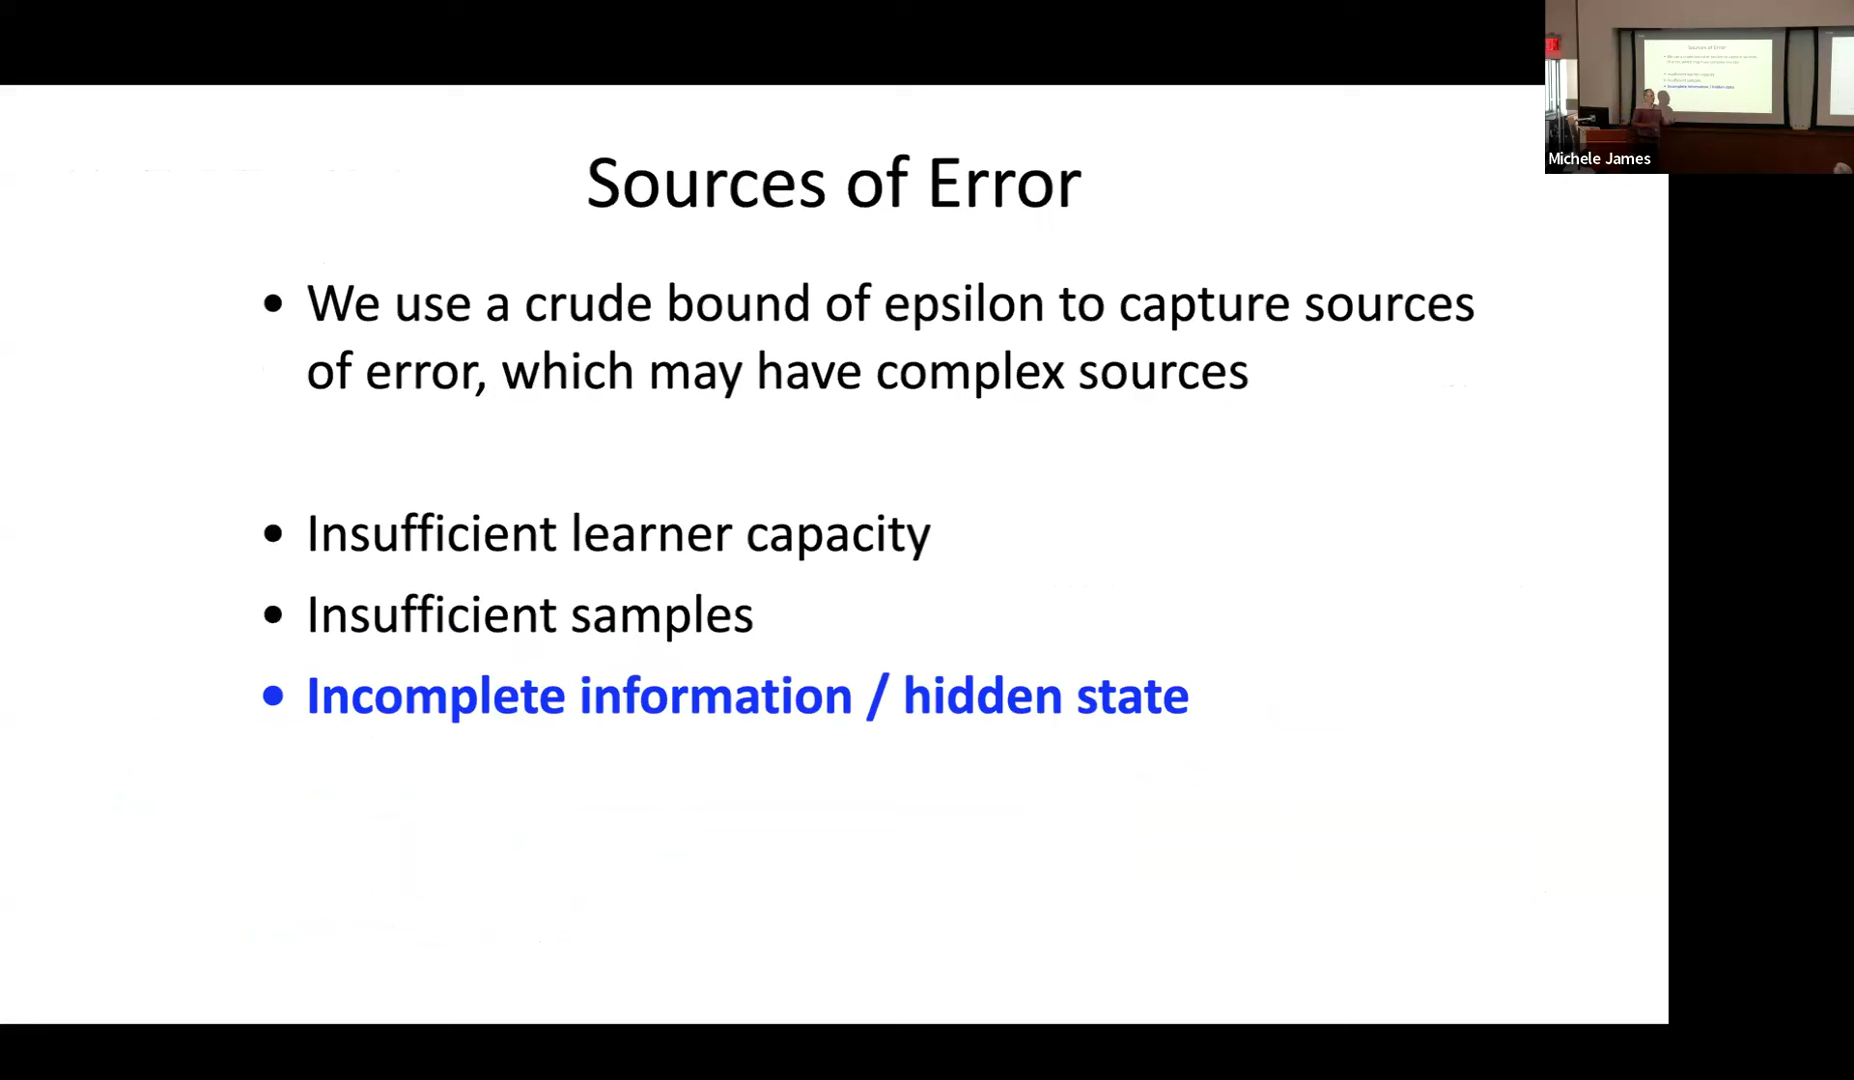 Sources of Error
• We use a crude bound of epsilon to capture sources
of error, which may have complex sources
• Insufficient learner capacity
• Insufficient samples
• Incomplete information / hidden state
Michele James